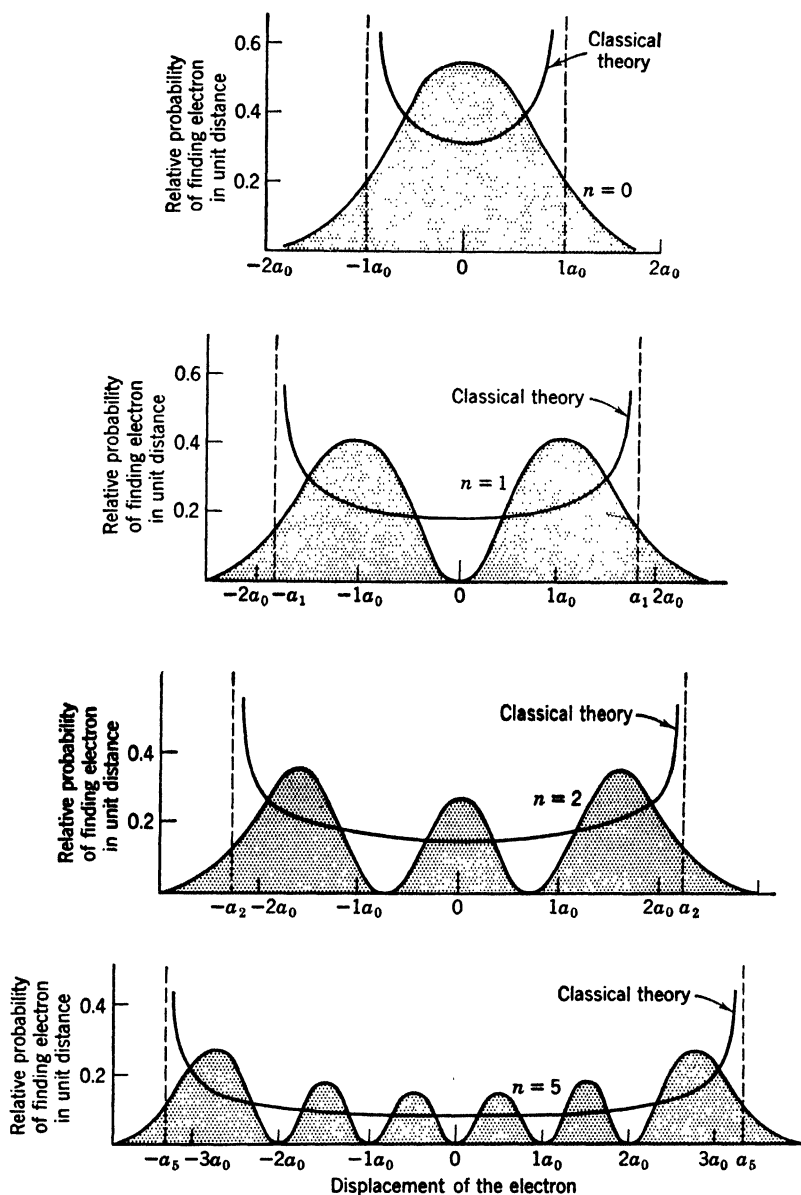 Relative probability
of finding electron
in unit distance
0.6
0.4
0.2
Classical
theory
n = 0
−2a₀ −1a₀ 0 1a₀ 2a₀
Relative probability
of finding electron
in unit distance
0.6
0.4
0.2
Classical theory
n = 1
−2a₀ −a₁ −1a₀ 0 1a₀ a₁ 2a₀
Relative probability
of finding electron
in unit distance
0.4
0.2
Classical theory
n = 2
−a₂ −2a₀ −1a₀ 0 1a₀ 2a₀ a₂
Relative probability
of finding electron
in unit distance
0.4
0.2
Classical theory
n = 5
−a₅ −3a₀ −2a₀ −1a₀ 0 1a₀ 2a₀ 3a₀ a₅
Displacement of the electron